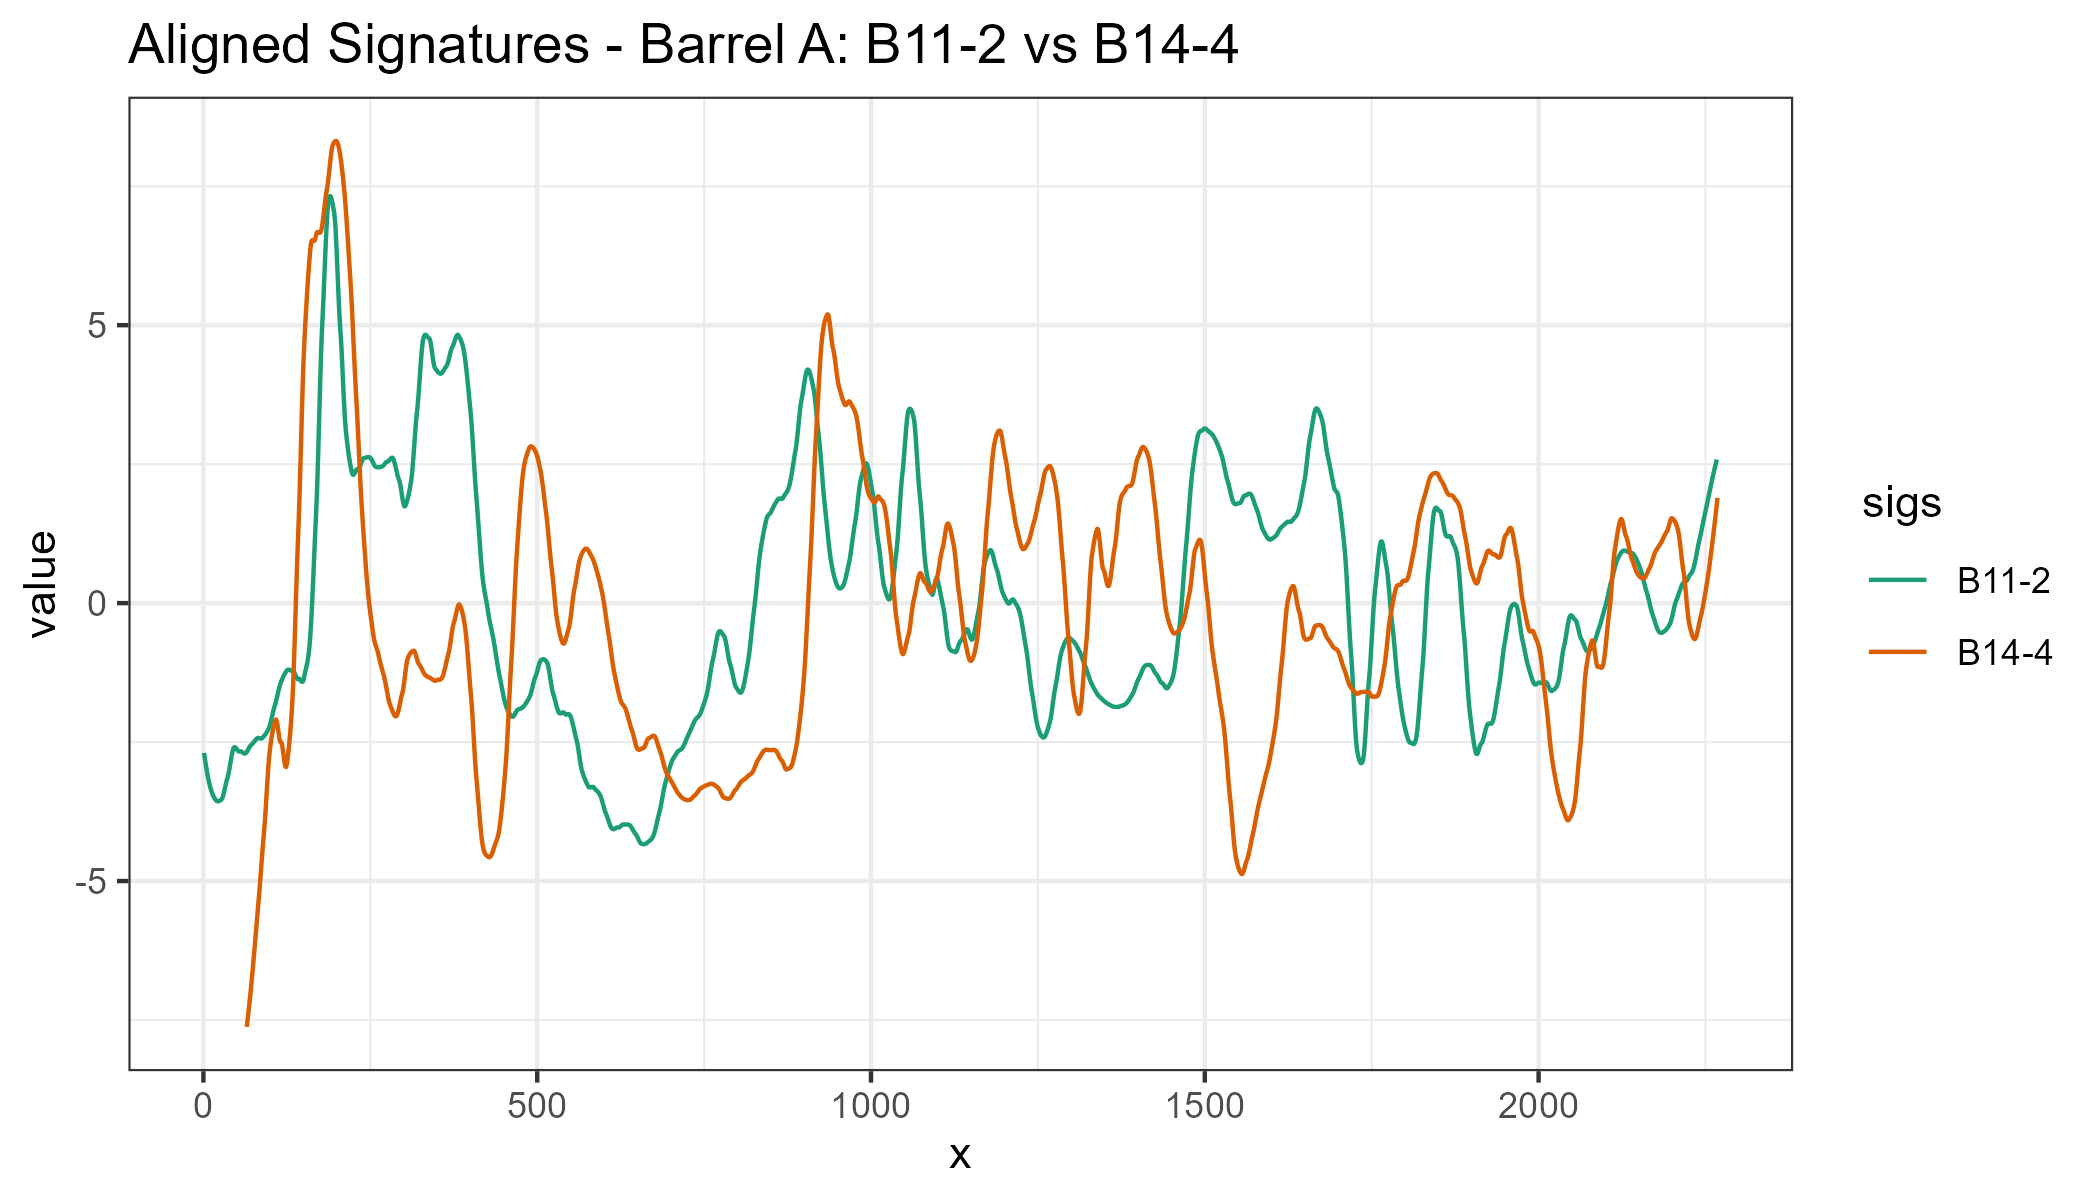 Aligned Signatures - Barrel A: B11-2 vs B14-4
value
5
0
-5
0
500
1000
1500
2000
x
sigs
B11-2
B14-4